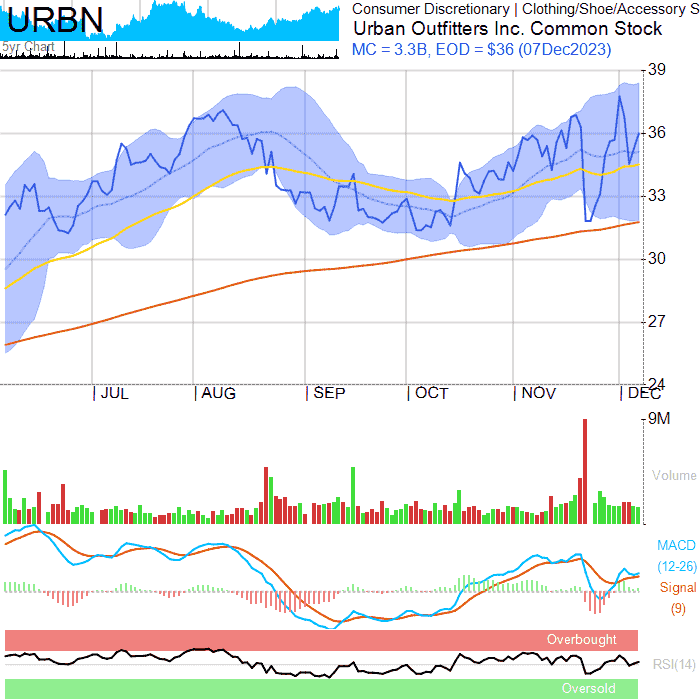 URBN
5yr Chart
Consumer Discretionary | Clothing/Shoe/Accessory S
Urban Outfitters Inc. Common Stock
MC = 3.3B, EOD = $36 (07Dec2023)
39
36
33
30
27
24
JUL AUG SEP OCT NOV DEC
9M
Volume
MACD
(12-26)
Signal
(9)
Overbought
RSI(14)
Oversold